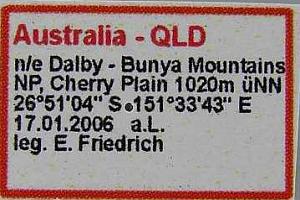 Australia - QLD
n/e Dalby - Bunya Mountains
NP, Cherry Plain 1020m üNN
26°51'04" S•151°33'43" E
17.01.2006 a.L.
leg. E. Friedrich